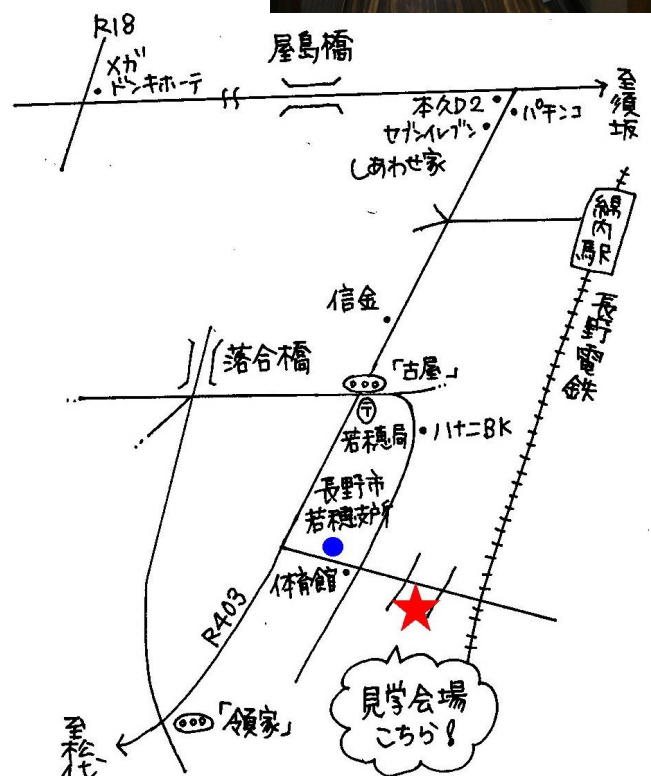 R18
メガ
ドンキホーテ
屋島橋
本久D2
パチンコ
セブンイレブン
しあわせ家
至須坂
綿内駅
長野電鉄
信金
落合橋
「古屋」
〒
若穂局
ハチニBK
長野市
若穂支所
体育館
R403
「領家」
見学会場
こちら!
至松代